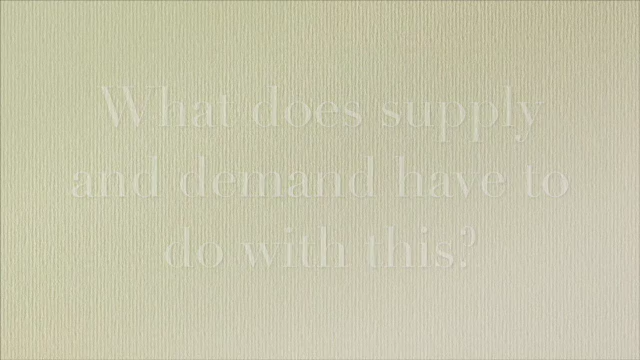 What does supply
and demand have to
do with this?